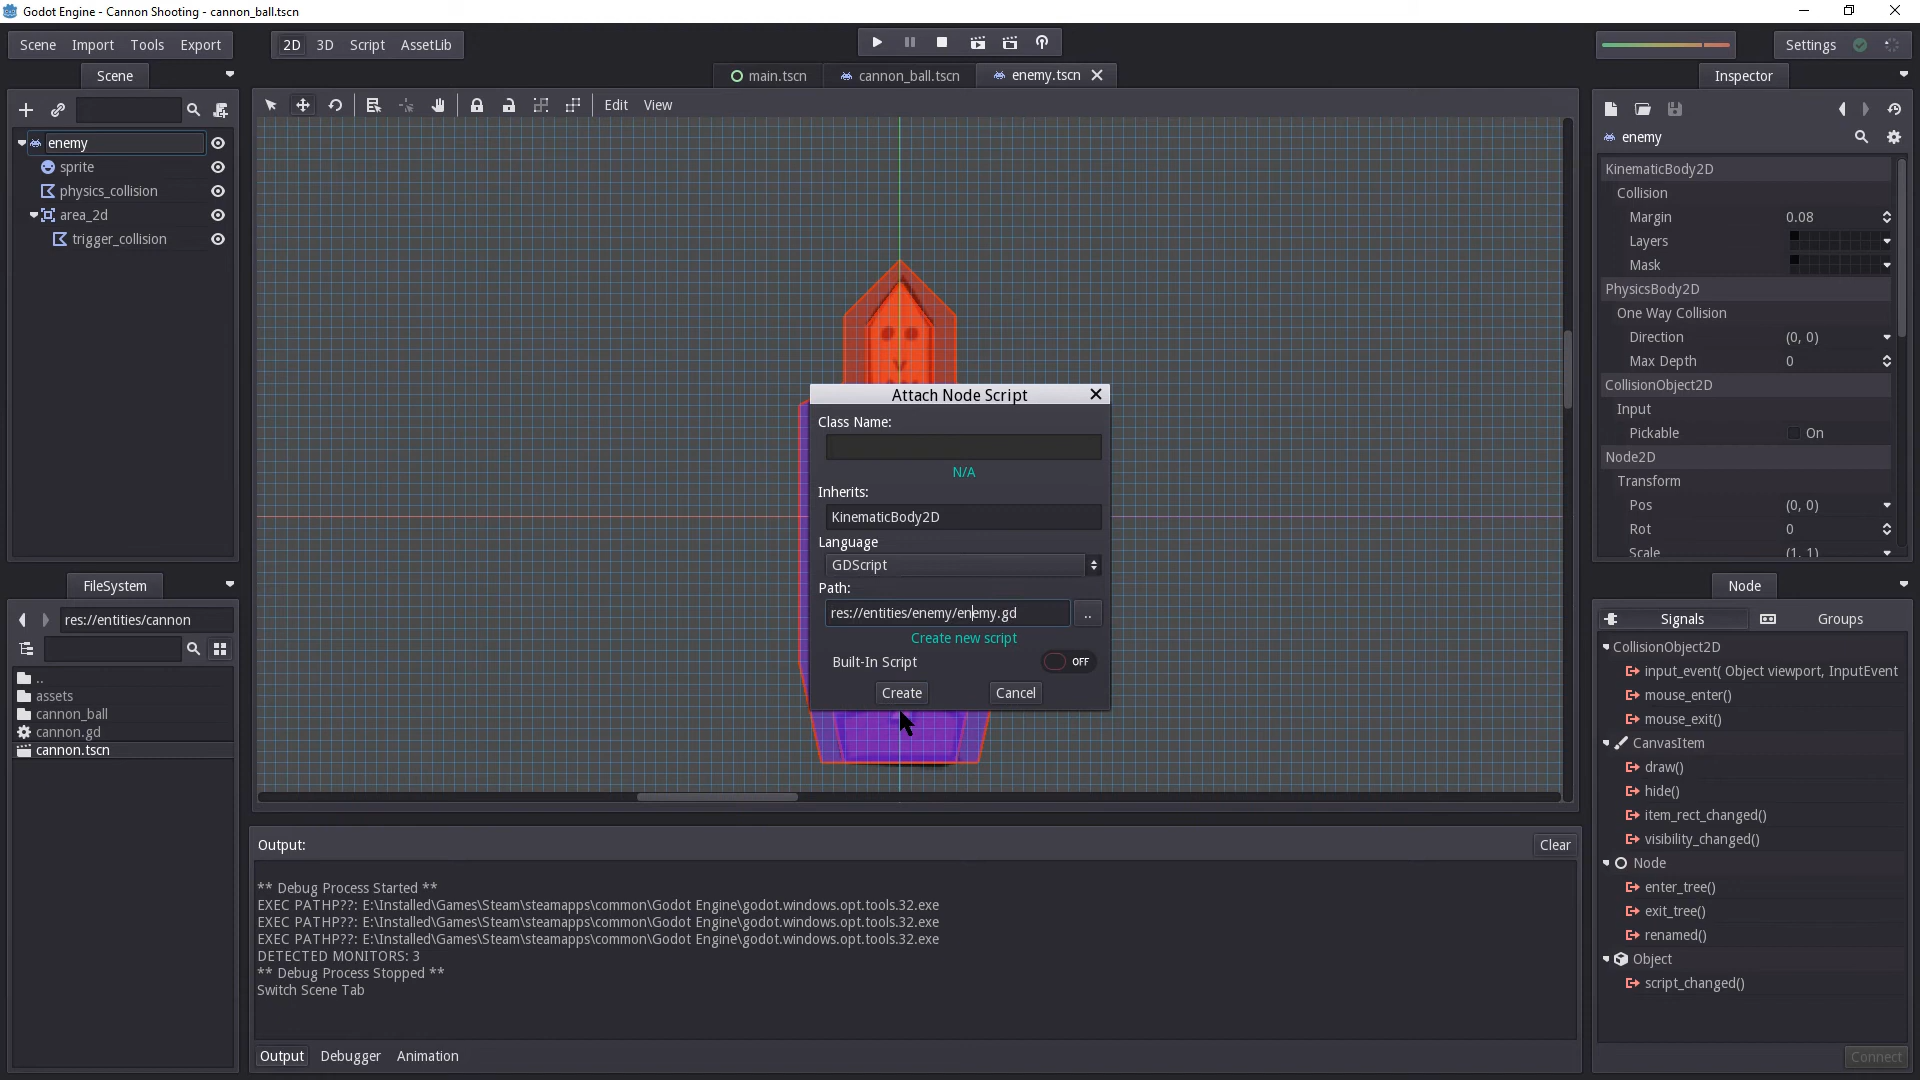 Godot Engine - Cannon Shooting - cannon_ball.tscn
Scene Import Tools Export
2D 3D Script AssetLib
Settings
Scene
main.tscn
cannon_ball.tscn
enemy.tscn
Inspector
Edit View
enemy
sprite
physics_collision
area_2d
trigger_collision
enemy
KinematicBody2D
Collision
Margin 0.08
Layers
Mask
PhysicsBody2D
One Way Collision
Direction (0, 0)
Max Depth 0
CollisionObject2D
Input
Pickable On
Node2D
Transform
Pos (0, 0)
Rot 0
Scale (1, 1)
Attach Node Script
Class Name:
N/A
Inherits:
KinematicBody2D
Language
GDScript
Path:
res://entities/enemy/enemy.gd
..
Create new script
Built-In Script OFF
Create Cancel
FileSystem
res://entities/cannon
..
assets
cannon_ball
cannon.gd
cannon.tscn
Node
Signals Groups
CollisionObject2D
input_event( Object viewport, InputEvent
mouse_enter()
mouse_exit()
CanvasItem
draw()
hide()
item_rect_changed()
visibility_changed()
Node
enter_tree()
exit_tree()
renamed()
Object
script_changed()
Connect
Output:
Clear
** Debug Process Started **
EXEC PATHP??: E:\Installed\Games\Steam\steamapps\common\Godot Engine\godot.windows.opt.tools.32.exe
EXEC PATHP??: E:\Installed\Games\Steam\steamapps\common\Godot Engine\godot.windows.opt.tools.32.exe
EXEC PATHP??: E:\Installed\Games\Steam\steamapps\common\Godot Engine\godot.windows.opt.tools.32.exe
DETECTED MONITORS: 3
** Debug Process Stopped **
Switch Scene Tab
Output Debugger Animation